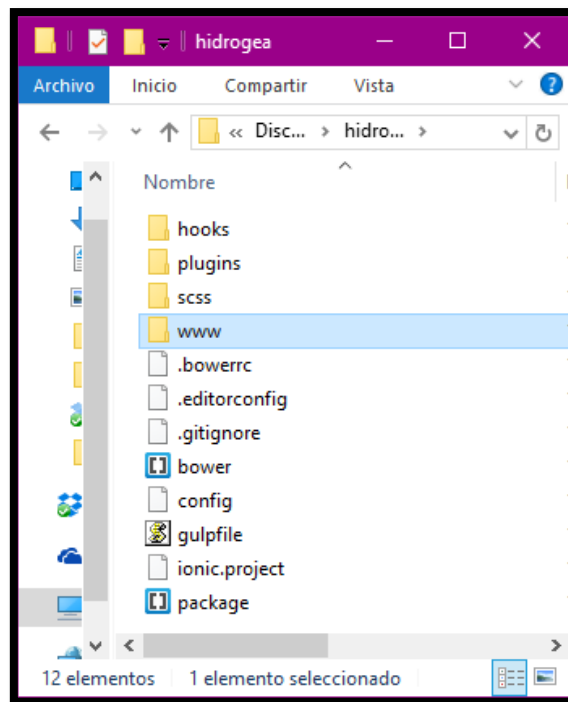 hidrogea
Archivo Inicio Compartir Vista
« Disc... > hidro... >
Nombre
hooks
plugins
scss
www
.bowerrc
.editorconfig
.gitignore
bower
config
gulpfile
ionic.project
package
12 elementos 1 elemento seleccionado